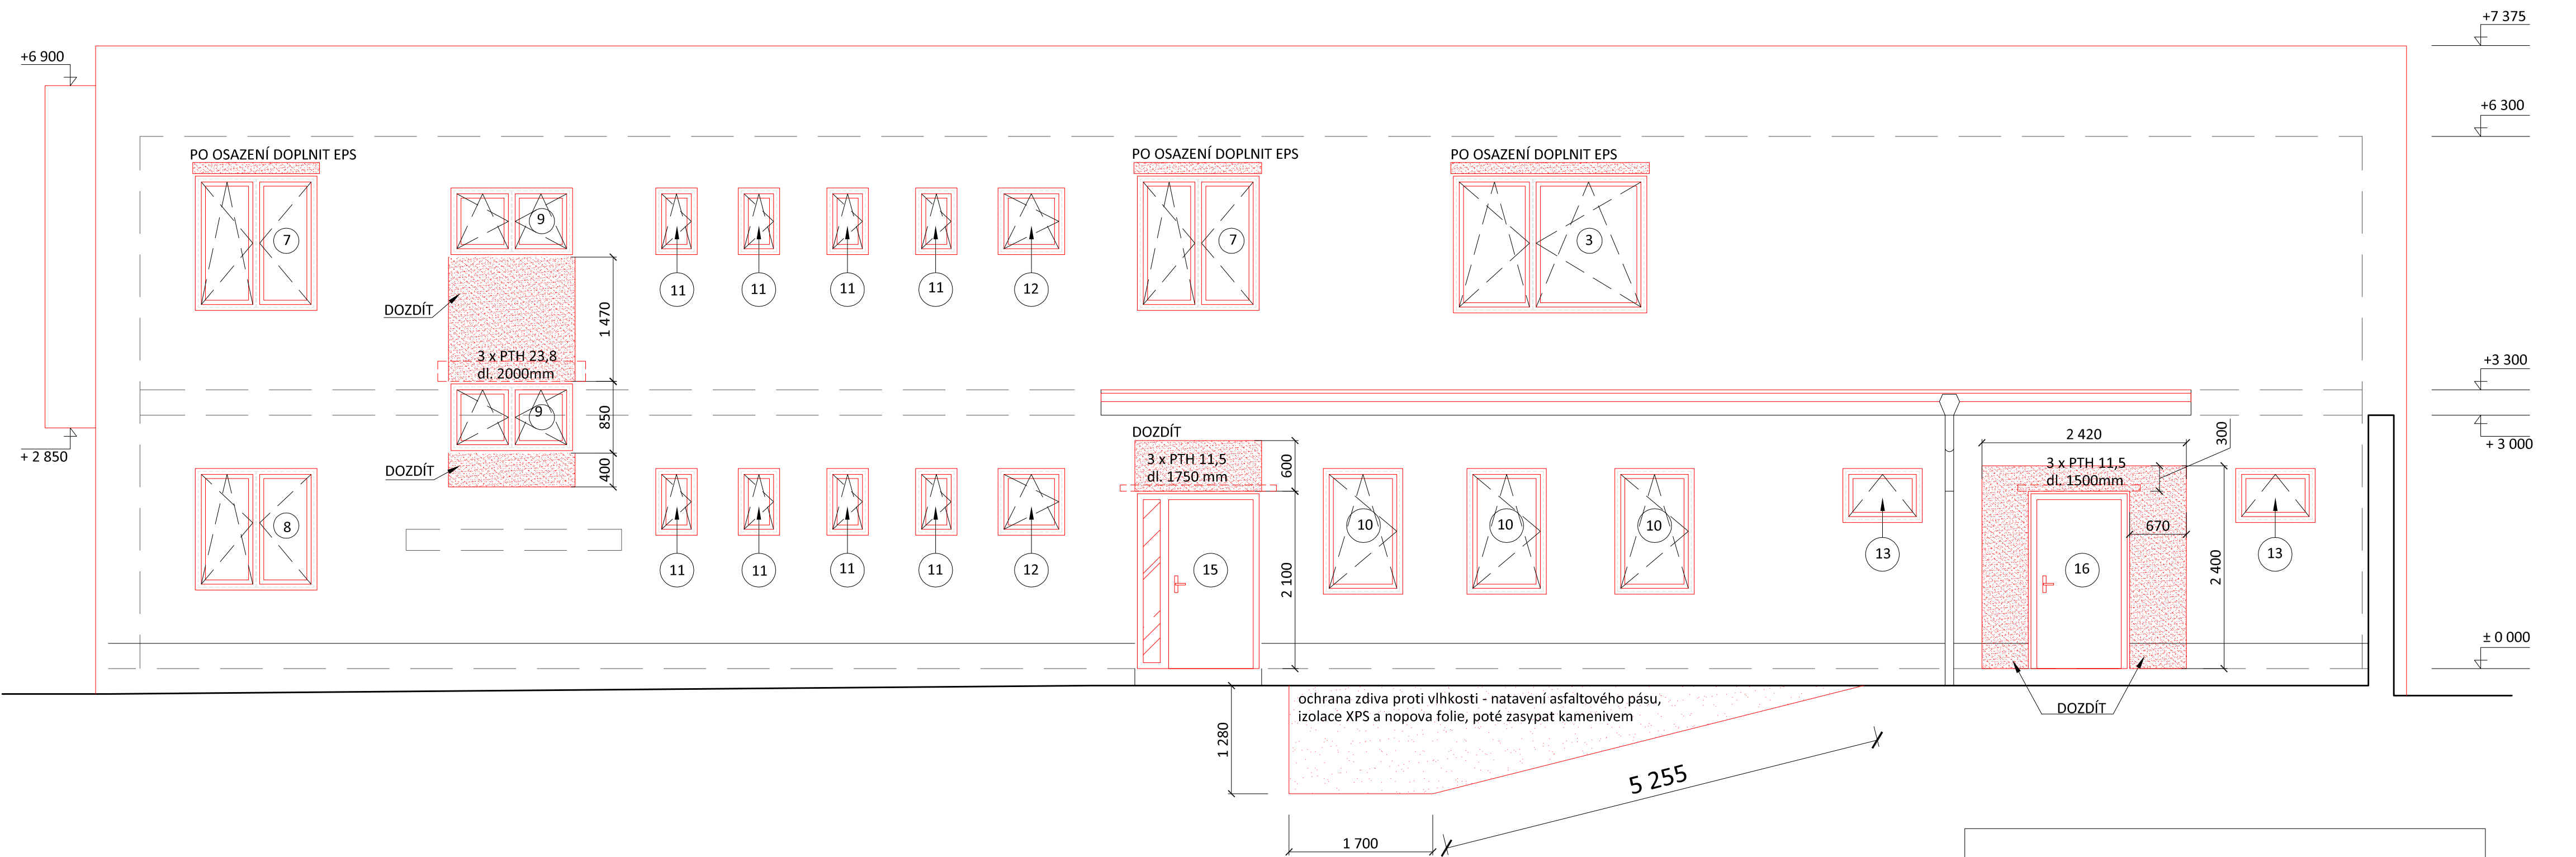 +7 375
+6 900
+6 300
PO OSAZENÍ DOPLNIT EPS
PO OSAZENÍ DOPLNIT EPS
PO OSAZENÍ DOPLNIT EPS
7
9
7
3
11
11
11
11
12
DOZDÍT
1 470
3 x PTH 23,8
dl. 2000mm
+3 300
9
850
DOZDÍT
2 420
300
+ 3 000
+ 2 850
DOZDÍT
400
3 x PTH 11,5
dl. 1750 mm
600
3 x PTH 11,5
dl. 1500mm
8
10
10
10
670
13
13
11
11
11
11
12
15
2 100
16
2 400
± 0 000
ochrana zdiva proti vlhkosti - natavení asfaltového pásu,
izolace XPS a nopova folie, poté zasypat kamenivem
DOZDÍT
1 280
5 255
1 700